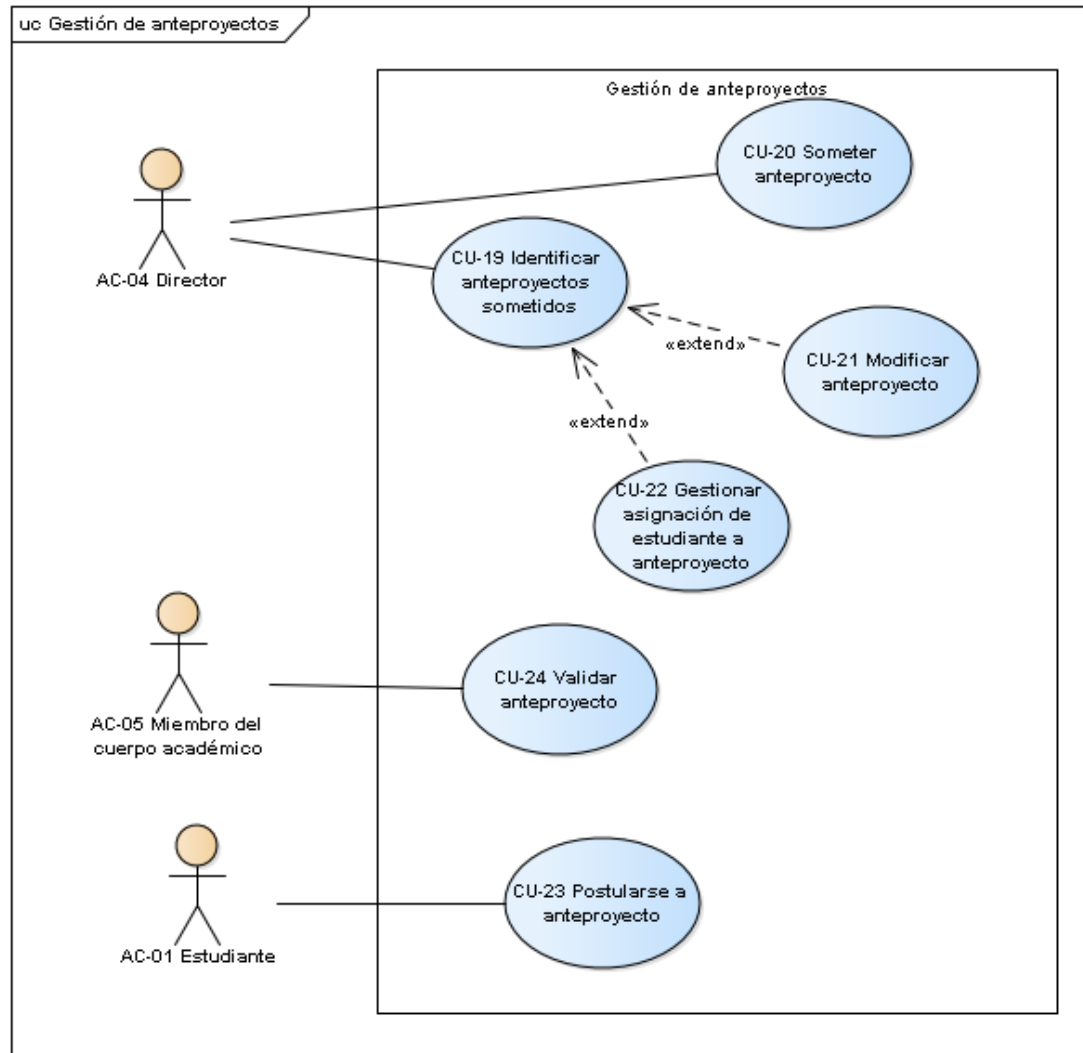 uc Gestión de anteproyectos
Gestión de anteproyectos
CU-20 Someter
anteproyecto
AC-04 Director
CU-19 Identificar
anteproyectos
sometidos
«extend»
CU-21 Modificar
anteproyecto
«extend»
CU-22 Gestionar
asignación de
estudiante a
anteproyecto
CU-24 Validar
anteproyecto
AC-05 Miembro del
cuerpo académico
CU-23 Postularse a
anteproyecto
AC-01 Estudiante